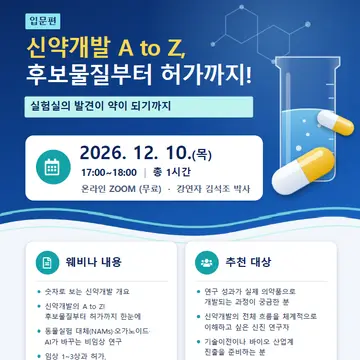 입문편
신약개발 A to Z,
후보물질부터 허가까지!
실험실의 발견이 약이 되기까지
2026. 12. 10.(목)
17:00~18:00 | 총 1시간
온라인 ZOOM (무료) · 강연자 김석조 박사
웨비나 내용
• 숫자로 보는 신약개발 개요
• 신약개발의 A to Z!
후보물질부터 허가까지 한눈에
• 동물실험 대체(NAMs)·오가노이드·
AI가 바꾸는 비임상 연구
• 임상 1~3상과 허가,
추천 대상
• 연구 성과가 실제 의약품으로
개발되는 과정이 궁금한 분
• 신약개발의 전체 흐름을 체계적으로
이해하고 싶은 신진 연구자
• 기술이전이나 바이오 산업계
진출을 준비하는 분